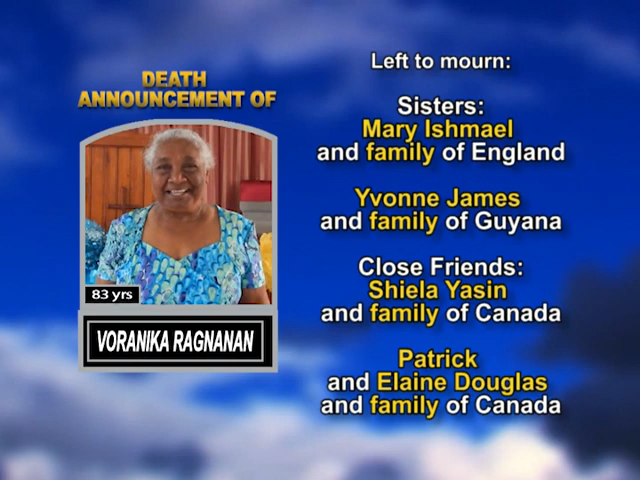 DEATH
ANNOUNCEMENT OF
83 yrs
VORANIKA RAGNANAN
Left to mourn:
Sisters:
Mary Ishmael
and family of England
Yvonne James
and family of Guyana
Close Friends:
Shiela Yasin
and family of Canada
Patrick
and Elaine Douglas
and family of Canada